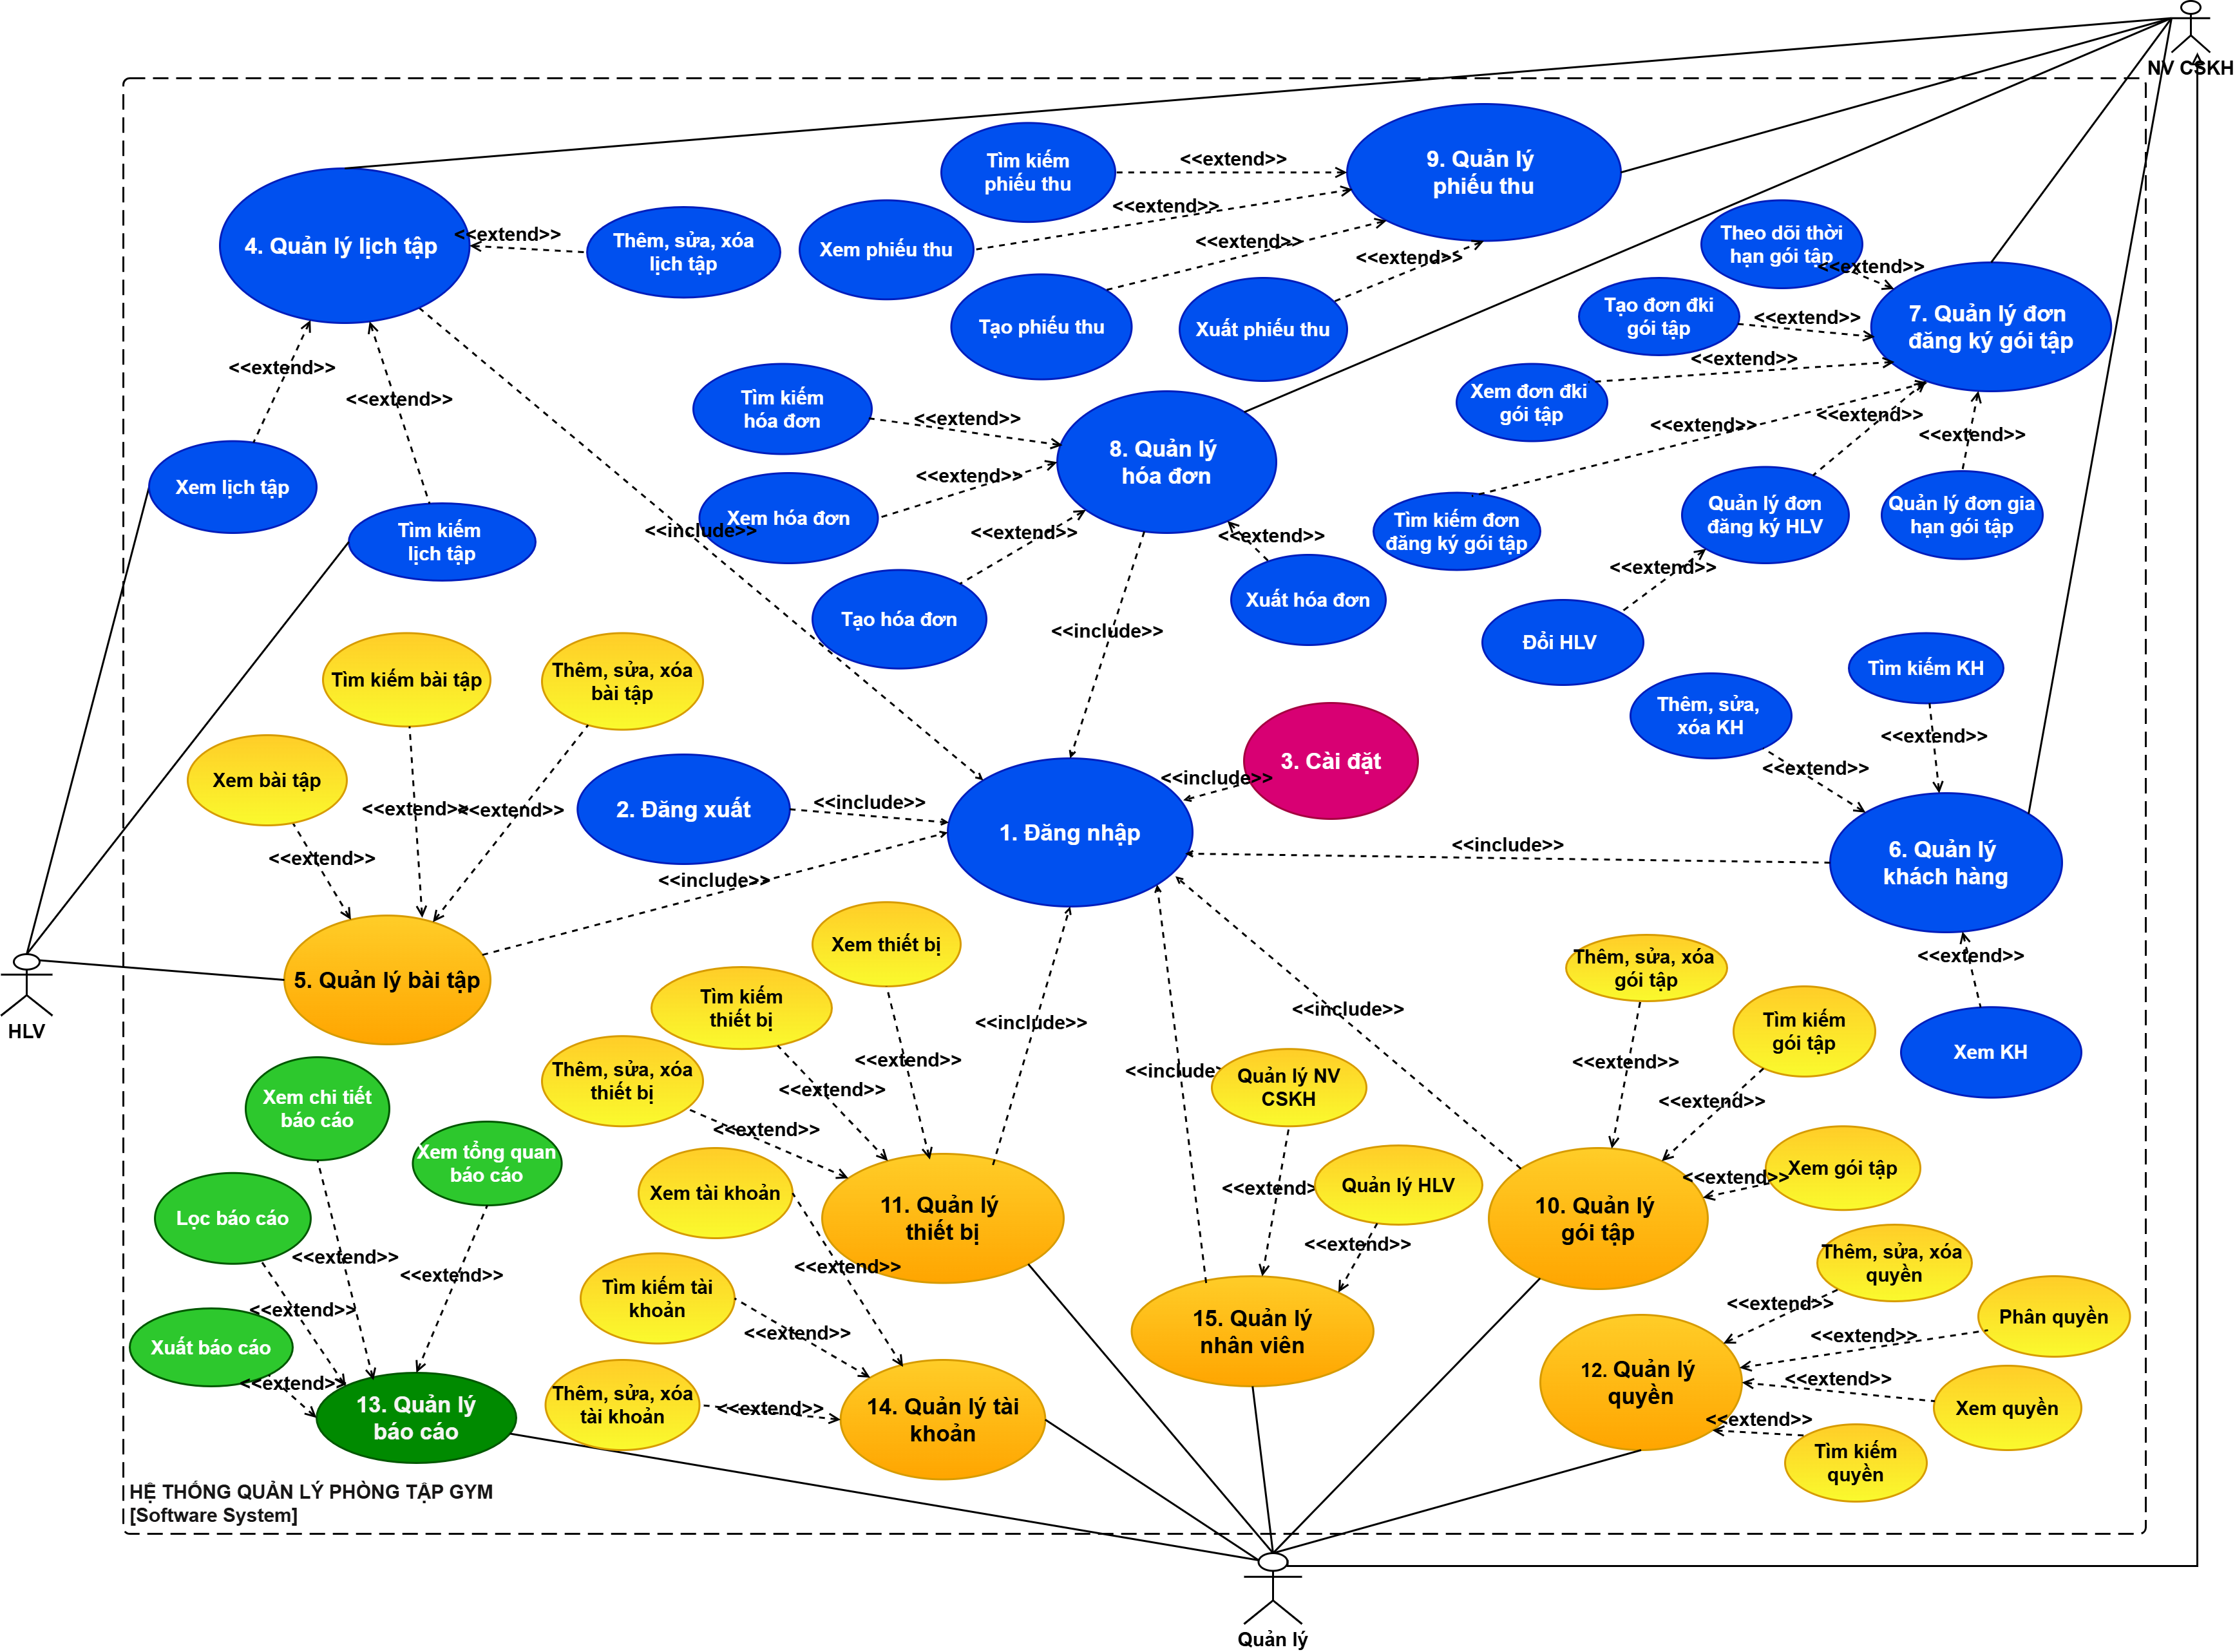 NV CSKH
4. Quản lý lịch tập
<<extend>>
Thêm, sửa, xóa
lịch tập
<<extend>>
<<extend>>
Xem lịch tập
Tìm kiếm
lịch tập
<<include>>
Tìm kiếm
phiếu thu
<<extend>>
9. Quản lý
phiếu thu
Xem phiếu thu
<<extend>>
Tạo phiếu thu
<<extend>>
Xuất phiếu thu
<<extend>>
Theo dõi thời
hạn gói tập
<<extend>>
Tạo đơn đki
gói tập
<<extend>>
7. Quản lý đơn
đăng ký gói tập
Xem đơn đki
gói tập
<<extend>>
<<extend>>
<<extend>>
<<extend>>
Tìm kiếm đơn
đăng ký gói tập
Quản lý đơn
đăng ký HLV
Quản lý đơn gia
hạn gói tập
<<extend>>
Đổi HLV
Tìm kiếm
hóa đơn
<<extend>>
8. Quản lý
hóa đơn
Xem hóa đơn
<<extend>>
Tạo hóa đơn
<<extend>>
Xuất hóa đơn
<<extend>>
<<include>>
Tìm kiếm bài tập
Thêm, sửa, xóa
bài tập
Xem bài tập
<<extend>>
<<extend>>
<<extend>>
5. Quản lý bài tập
<<include>>
HLV
2. Đăng xuất
<<include>>
1. Đăng nhập
<<include>>
3. Cài đặt
Tìm kiếm KH
Thêm, sửa,
xóa KH
<<extend>>
<<extend>>
<<include>>
6. Quản lý
khách hàng
<<extend>>
Xem KH
Xem thiết bị
Tìm kiếm
thiết bị
Thêm, sửa, xóa
thiết bị
<<extend>>
<<extend>>
<<extend>>
11. Quản lý
thiết bị
<<include>>
<<include>>
<<include>>
Quản lý NV
CSKH
Quản lý HLV
<<extend>>
15. Quản lý
nhân viên
Thêm, sửa, xóa
gói tập
Tìm kiếm
gói tập
Xem gói tập
<<extend>>
<<extend>>
<<extend>>
10. Quản lý
gói tập
Xem chi tiết
báo cáo
Xem tổng quan
báo cáo
Lọc báo cáo
Xuất báo cáo
<<extend>>
<<extend>>
<<extend>>
<<extend>>
13. Quản lý
báo cáo
Xem tài khoản
Tìm kiếm tài
khoản
Thêm, sửa, xóa
tài khoản
<<extend>>
<<extend>>
<<extend>>
14. Quản lý tài
khoản
<<extend>>
Thêm, sửa, xóa
quyền
Phân quyền
Xem quyền
Tìm kiếm
quyền
<<extend>>
<<extend>>
<<extend>>
<<extend>>
12. Quản lý
quyền
HỆ THỐNG QUẢN LÝ PHÒNG TẬP GYM
[Software System]
Quản lý